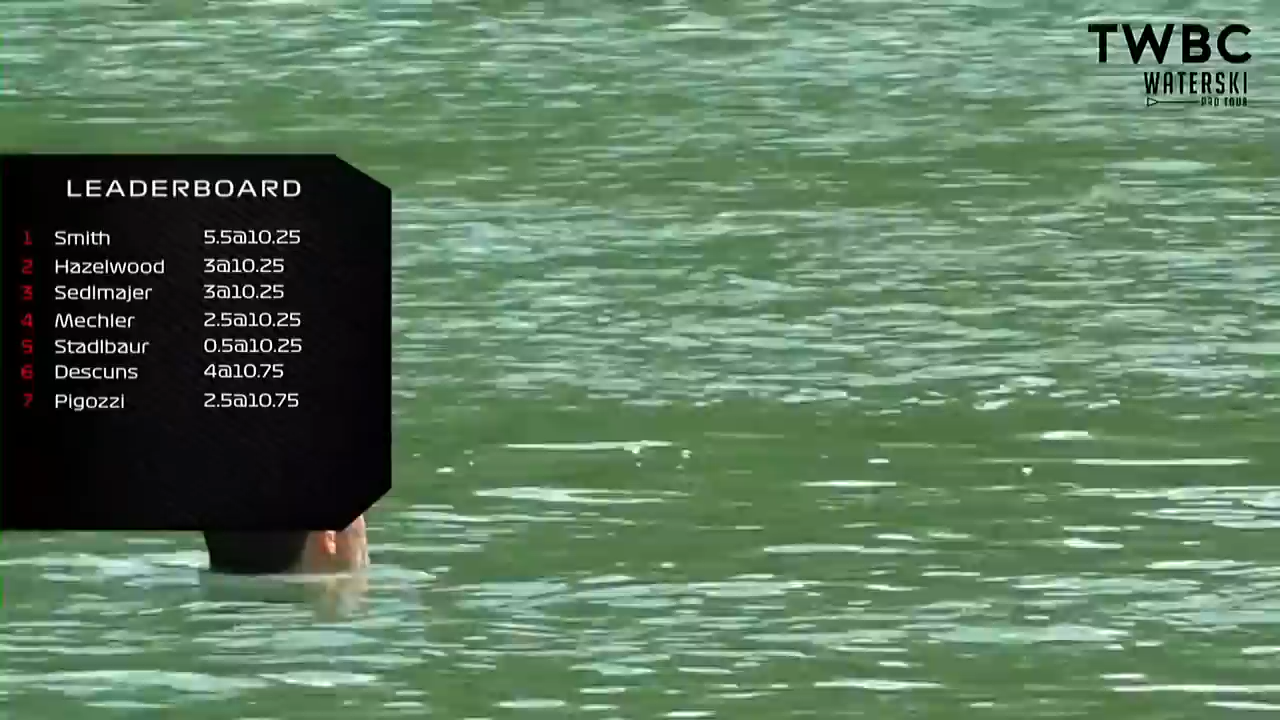 TWBC
WATERSKI
PRO TOUR
LEADERBOARD
1 Smith 5.5@10.25
2 Hazelwood 3@10.25
3 Sedlmajer 3@10.25
4 Mechler 2.5@10.25
5 Stadlbaur 0.5@10.25
6 Descuns 4@10.75
7 Pigozzi 2.5@10.75